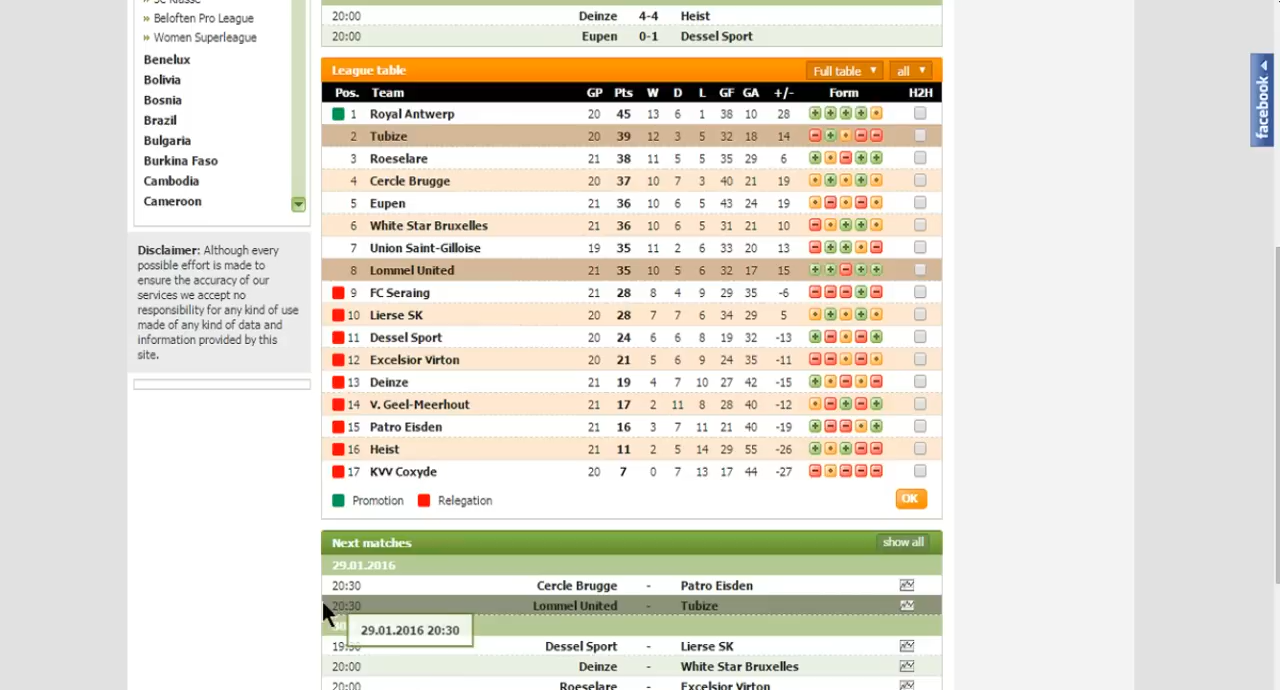 » Beloften Pro League
» Women Superleague
Benelux
Bolivia
Bosnia
Brazil
Bulgaria
Burkina Faso
Cambodia
Cameroon
Disclaimer: Although every
possible effort is made to
ensure the accuracy of our
services we accept no
responsibility for any kind of use
made of any kind of data and
information provided by this
site.
20:00 Deinze 4-4 Heist
20:00 Eupen 0-1 Dessel Sport
League table Full table all
Pos. Team GP Pts W D L GF GA +/- Form H2H
1 Royal Antwerp 20 45 13 6 1 38 10 28
2 Tubize 20 39 12 3 5 32 18 14
3 Roeselare 21 38 11 5 5 35 29 6
4 Cercle Brugge 20 37 10 7 3 40 21 19
5 Eupen 21 36 10 6 5 43 24 19
6 White Star Bruxelles 21 36 10 6 5 31 21 10
7 Union Saint-Gilloise 19 35 11 2 6 33 20 13
8 Lommel United 21 35 10 5 6 32 17 15
9 FC Seraing 21 28 8 4 9 29 35 -6
10 Lierse SK 20 28 7 7 6 34 29 5
11 Dessel Sport 20 24 6 6 8 19 32 -13
12 Excelsior Virton 20 21 5 6 9 24 35 -11
13 Deinze 21 19 4 7 10 27 42 -15
14 V. Geel-Meerhout 21 17 2 11 8 28 40 -12
15 Patro Eisden 21 16 3 7 11 21 40 -19
16 Heist 21 11 2 5 14 29 55 -26
17 KVV Coxyde 20 7 0 7 13 17 44 -27
Promotion Relegation OK
Next matches show all
29.01.2016
20:30 Cercle Brugge - Patro Eisden
20:30 Lommel United - Tubize
29.01.2016 20:30
Dessel Sport - Lierse SK
20:00 Deinze - White Star Bruxelles
20:00 Roeselare - Excelsior Virton
facebook